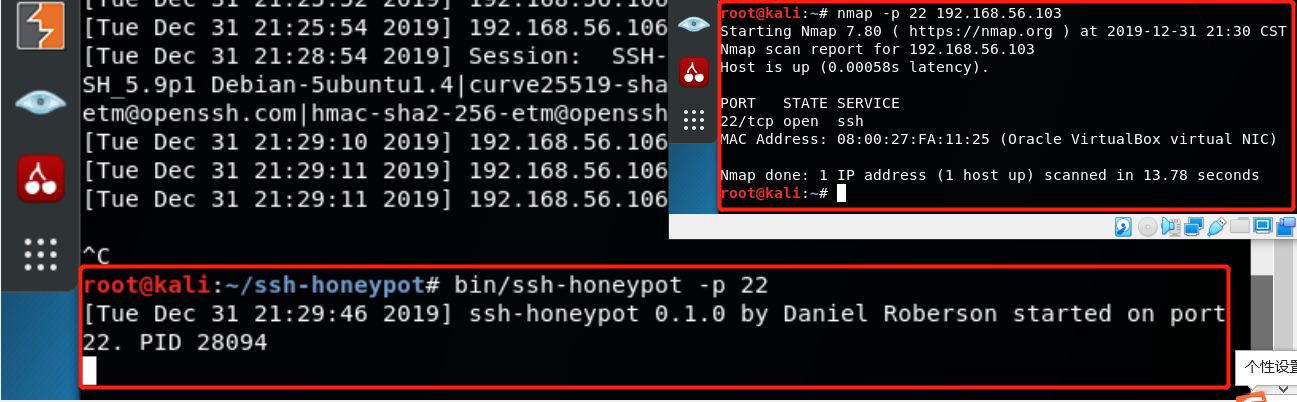 [Tue Dec 31 21:25:52 2019] 192.168.56.106
[Tue Dec 31 21:25:54 2019] 192.168.56.106
[Tue Dec 31 21:28:54 2019] Session:  SSH-
SH_5.9p1 Debian-5ubuntu1.4|curve25519-sha
etm@openssh.com|hmac-sha2-256-etm@openssh
[Tue Dec 31 21:29:10 2019] 192.168.56.106
[Tue Dec 31 21:29:11 2019] 192.168.56.106
[Tue Dec 31 21:29:11 2019] 192.168.56.106
^C
root@kali:~/ssh-honeypot# bin/ssh-honeypot -p 22
[Tue Dec 31 21:29:46 2019] ssh-honeypot 0.1.0 by Daniel Roberson started on port
22. PID 28094
root@kali:~# nmap -p 22 192.168.56.103
Starting Nmap 7.80 ( https://nmap.org ) at 2019-12-31 21:30 CST
Nmap scan report for 192.168.56.103
Host is up (0.00058s latency).
PORT   STATE SERVICE
22/tcp open  ssh
MAC Address: 08:00:27:FA:11:25 (Oracle VirtualBox virtual NIC)
Nmap done: 1 IP address (1 host up) scanned in 13.78 seconds
root@kali:~#
个性设置